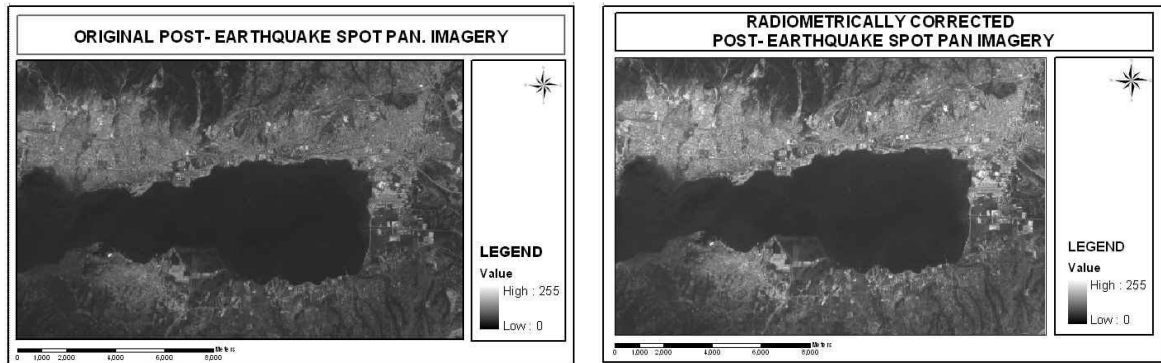 ORIGINAL POST- EARTHQUAKE SPOT PAN. IMAGERY
LEGEND
Value
High : 255
Low : 0
Meters
0 1,000 2,000 4,000 6,000 8,000
RADIOMETRICALLY CORRECTED
POST- EARTHQUAKE SPOT PAN IMAGERY
LEGEND
Value
High : 255
Low : 0
Meters
0 1,000 2,000 4,000 6,000 8,000